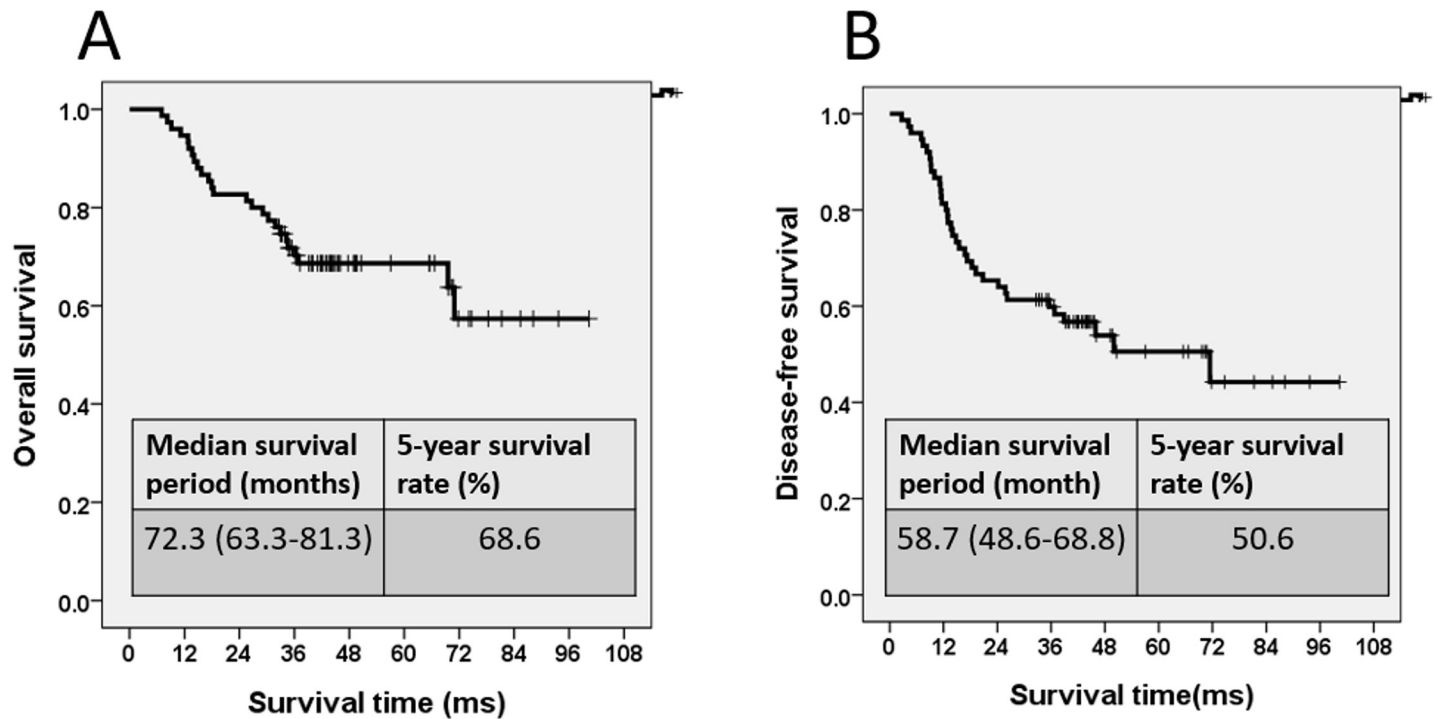 A
Overall survival
1.0
0.8
0.6
0.4
0.2
0.0
Median survival
period (months)
5-year survival
rate (%)
72.3 (63.3-81.3)
68.6
0 12 24 36 48 60 72 84 96 108
Survival time (ms)
B
Disease-free survival
1.0
0.8
0.6
0.4
0.2
0.0
Median survival
period (month)
5-year survival
rate (%)
58.7 (48.6-68.8)
50.6
0 12 24 36 48 60 72 84 96 108
Survival time(ms)